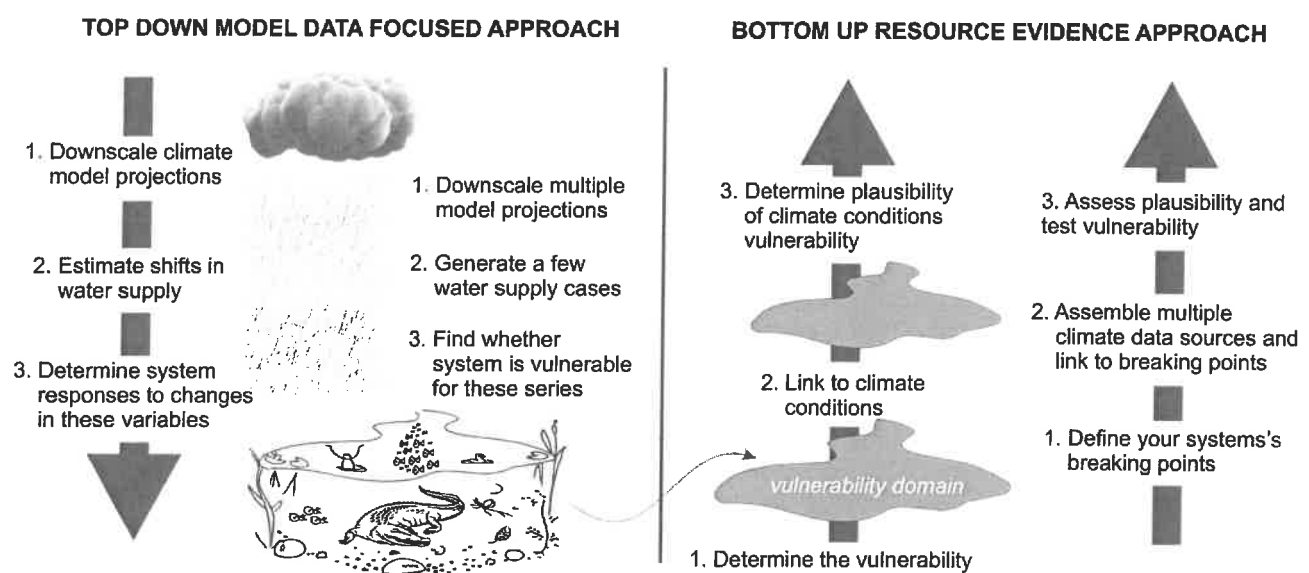 TOP DOWN MODEL DATA FOCUSED APPROACH
1. Downscale climate
model projections
2. Estimate shifts in
water supply
3. Determine system
responses to changes
in these variables
1. Downscale multiple
model projections
2. Generate a few
water supply cases
3. Find whether
system is vulnerable
for these series
BOTTOM UP RESOURCE EVIDENCE APPROACH
3. Determine plausibility
of climate conditions
vulnerability
2. Link to climate
conditions
vulnerability domain
1. Determine the vulnerability
3. Assess plausibility and
test vulnerability
2. Assemble multiple
climate data sources and
link to breaking points
1. Define your systems's
breaking points